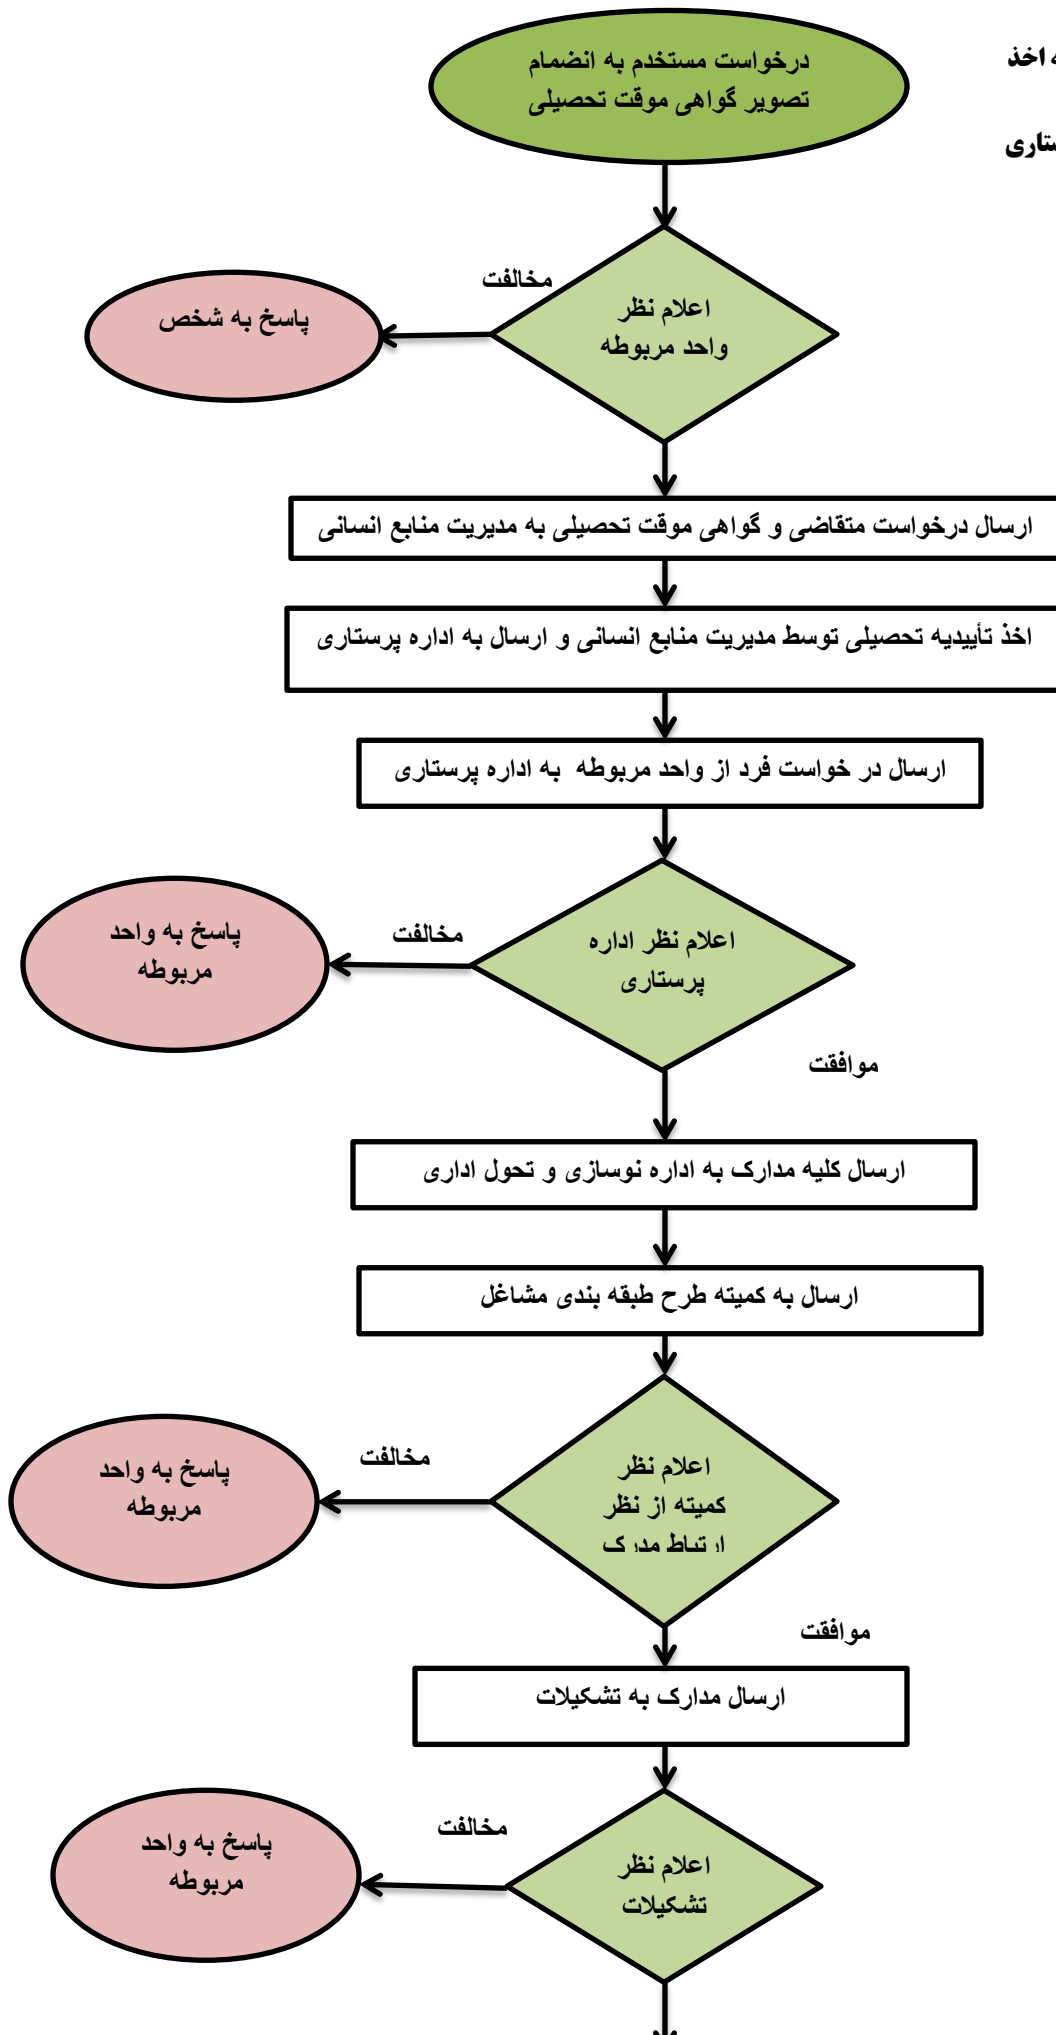 درخواست مستخدم به انضمام
تصویر گواهی موقت تحصیلی
اخذ
مخالفت
اعلام نظر
واحد مربوطه
پاسخ به شخص
ارسال درخواست متقاضی و گواهی موقت تحصیلی به مدیریت منابع انسانی
اخذ تأییدیه تحصیلی توسط مدیریت منابع انسانی و ارسال به اداره پرستاری
ارسال در خواست فرد از واحد مربوطه به اداره پرستاری
اعلام نظر اداره
پرستاری
مخالفت
پاسخ به واحد
مربوطه
موافقت
ارسال کلیه مدارک به اداره نوسازی و تحول اداری
ارسال به کمیته طرح طبقه بندی مشاغل
اعلام نظر
کمیته از نظر
ارتباط مدرک
مخالفت
پاسخ به واحد
مربوطه
موافقت
ارسال مدارک به تشکیلات
اعلام نظر
تشکیلات
مخالفت
پاسخ به واحد
مربوطه